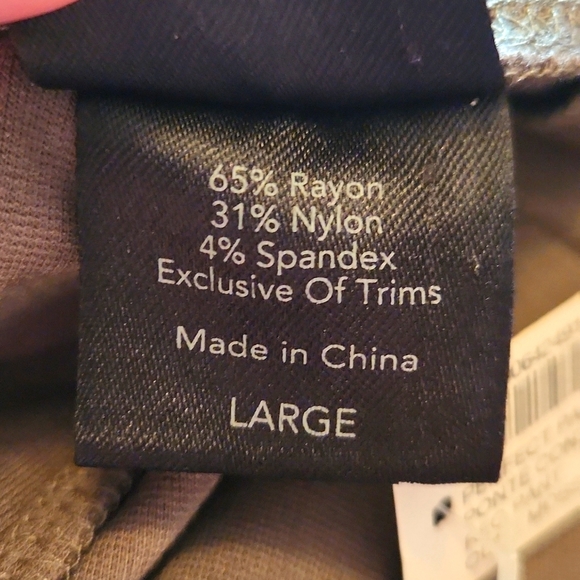 65% Rayon
31% Nylon
4% Spandex
Exclusive Of Trims
Made in China
LARGE